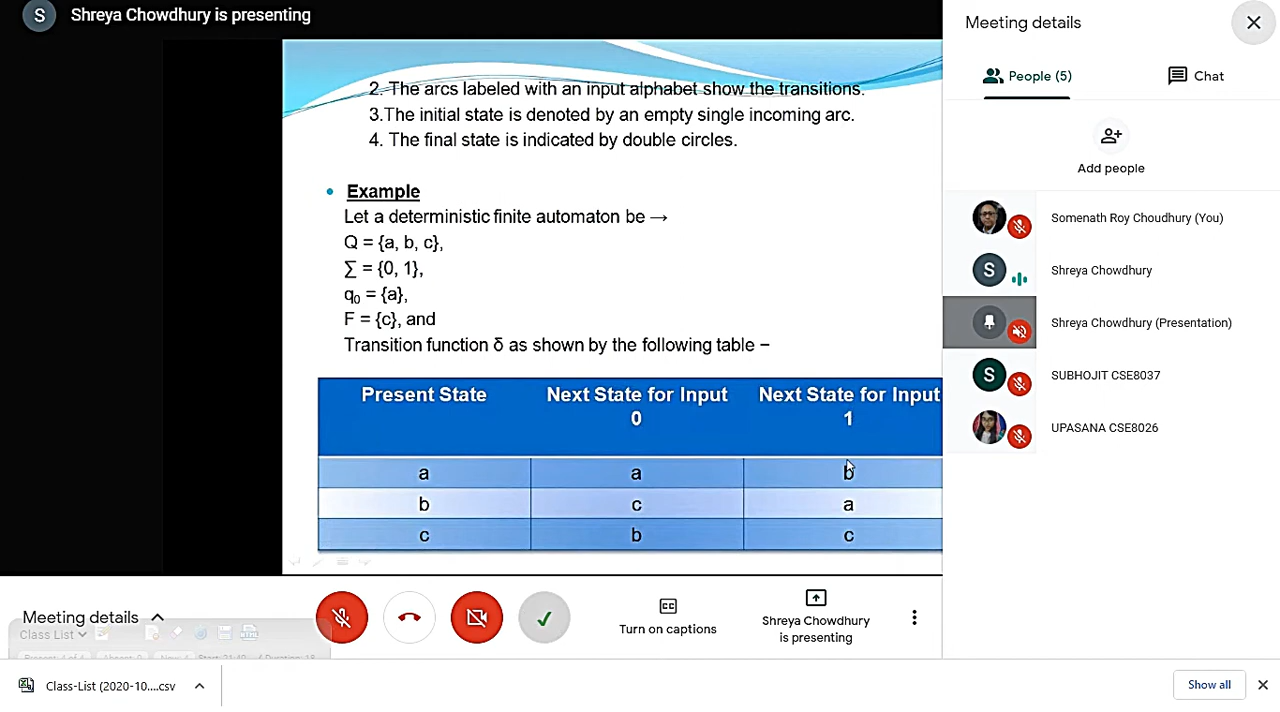 S Shreya Chowdhury is presenting
2. The arcs labeled with an input alphabet show the transitions.
3.The initial state is denoted by an empty single incoming arc.
4. The final state is indicated by double circles.
• Example
Let a deterministic finite automaton be →
Q = {a, b, c},
∑ = {0, 1},
q₀ = {a},
F = {c}, and
Transition function δ as shown by the following table −
Present State Next State for Input 0 Next State for Input 1
a a b
b c a
c b c
Meeting details
People (5) Chat
Add people
Somenath Roy Choudhury (You)
S Shreya Chowdhury
Shreya Chowdhury (Presentation)
S SUBHOJIT CSE8037
UPASANA CSE8026
Meeting details
Turn on captions
Shreya Chowdhury
is presenting
Class List
Class-List (2020-10....csv
Show all